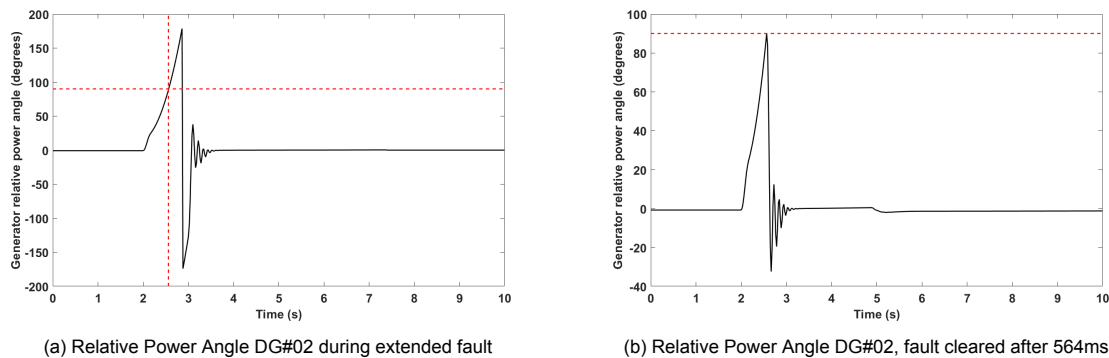 200
150
100
50
0
-50
-100
-150
-200
Generator relative power angle (degrees)
0 1 2 3 4 5 6 7 8 9 10
Time (s)
(a) Relative Power Angle DG#02 during extended fault
100
80
60
40
20
0
-20
-40
Generator relative power angle (degrees)
0 1 2 3 4 5 6 7 8 9 10
Time (s)
(b) Relative Power Angle DG#02, fault cleared after 564ms